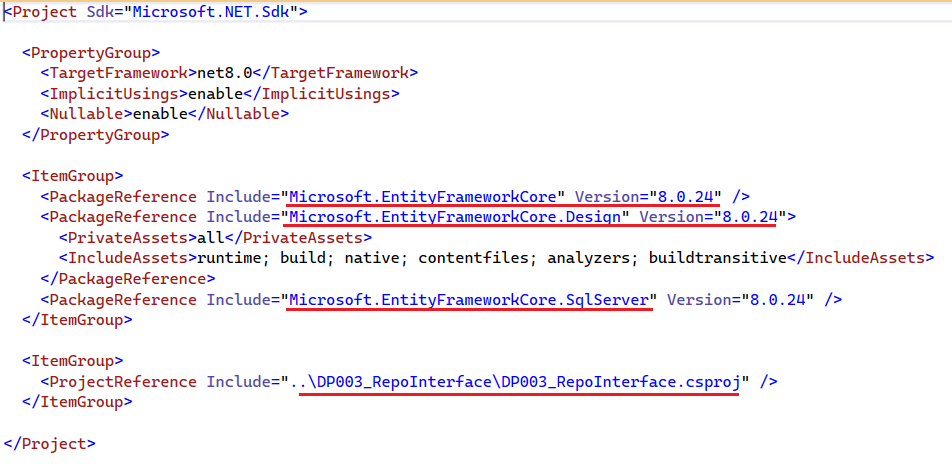 <Project Sdk="Microsoft.NET.Sdk">
<PropertyGroup>
<TargetFramework>net8.0</TargetFramework>
<ImplicitUsings>enable</ImplicitUsings>
<Nullable>enable</Nullable>
</PropertyGroup>
<ItemGroup>
<PackageReference Include="Microsoft.EntityFrameworkCore" Version="8.0.24" />
<PackageReference Include="Microsoft.EntityFrameworkCore.Design" Version="8.0.24">
<PrivateAssets>all</PrivateAssets>
<IncludeAssets>runtime; build; native; contentfiles; analyzers; buildtransitive</IncludeAssets>
</PackageReference>
<PackageReference Include="Microsoft.EntityFrameworkCore.SqlServer" Version="8.0.24" />
</ItemGroup>
<ItemGroup>
<ProjectReference Include="..\DP003_RepoInterface\DP003_RepoInterface.csproj" />
</ItemGroup>
</Project>